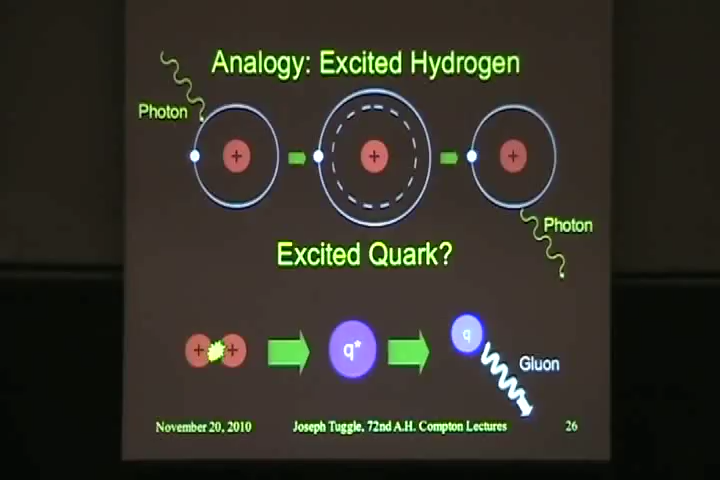 Analogy: Excited Hydrogen
Photon
+
+
+
Photon
Excited Quark?
+ +
q*
q
Gluon
November 20, 2010
Joseph Tuggle, 72nd A.H. Compton Lectures
26